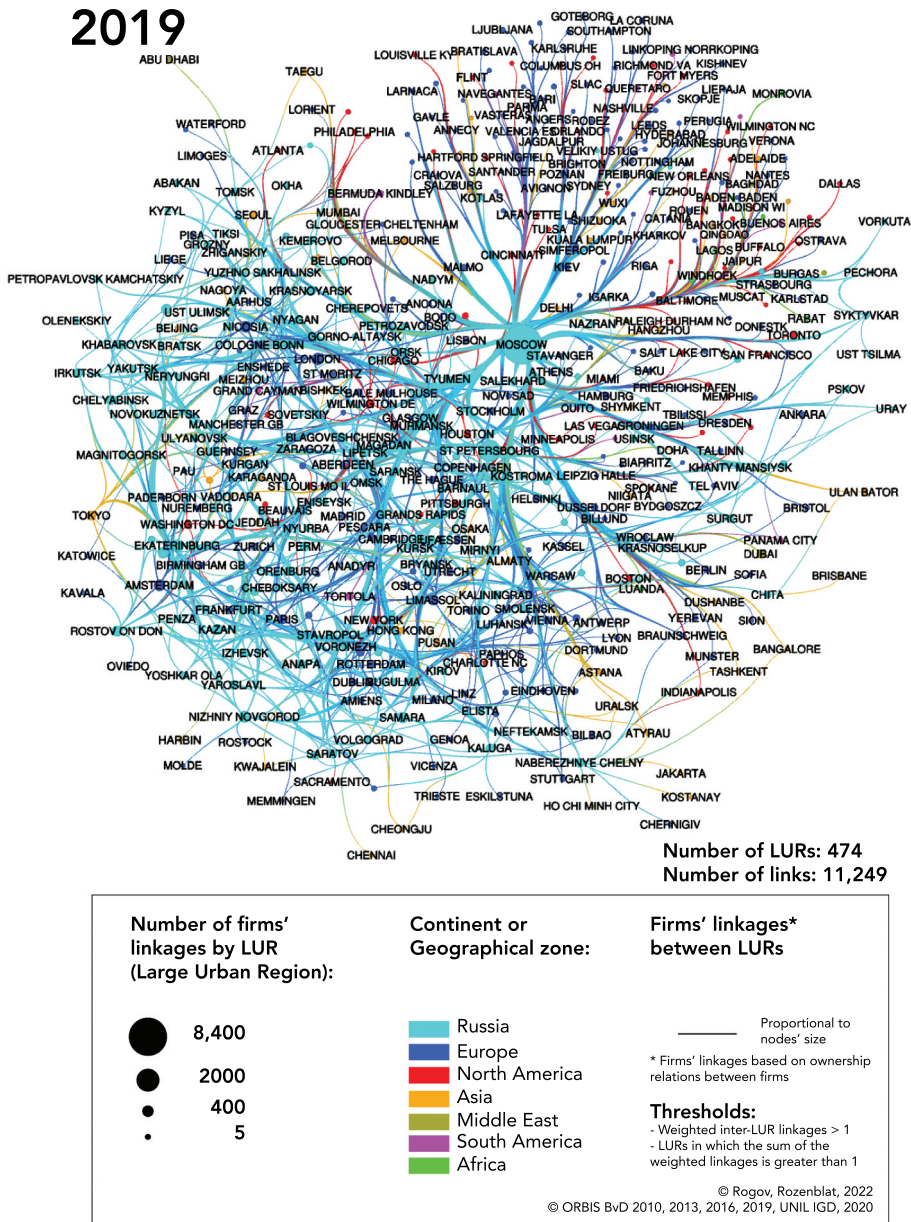 2019
GOTEBORG
LA CORUNA
LJUBLJANA
SOUTHAMPTON
LOUISVILLE KY
BRATISLAVA
KARLSRUHE
LINKOPING NORRKOPING
ABU DHABI
COLUMBUS OH
RICHMOND VA
KISHINEV
TAEGU
FLINT
SLIAC
FORT MYERS
LARNACA
NAVEGANTES
BARI
QUERETARO
LIEPAJA
MONROVIA
LORIENT
PARMA
NASHVILLE
SKOPJE
GAVLE
VASTERAS
ANGERS
RODEZ
LEEDS
PERUGIA
WATERFORD
PHILADELPHIA
ANNECY
VALENCIA ES
ORLANDO
HYDERABAD
WILMINGTON NC
JAGDALPUR
JOHANNESBURG
VERONA
LIMOGES
ATLANTA
HARTFORD SPRINGFIELD
VELIKIY USTUG
NOTTINGHAM
ADELAIDE
BRIGHTON
CRAIOVA
SANTANDER
POZNAN
FREIBURG
NEW ORLEANS
NANTES
ABAKAN
TOMSK
OKHA
BERMUDA KINDLEY
SALZBURG
AVIGNON
SYDNEY
FUZHOU
BAGHDAD
DALLAS
KOTLAS
WUXI
BADEN BADEN
KYZYL
SEOUL
MUMBAI
LAFAYETTE LA
SHIZUOKA
ROUEN
MADISON WI
VORKUTA
GLOUCESTER CHELTENHAM
TULSA
CATANIA
BANGKOK
BUENOS AIRES
PISA
TIKSI
KEMEROVO
MELBOURNE
KUALA LUMPUR
KHARKOV
QINGDAO
OSTRAVA
GROZNY
ZHIGANSKIY
CINCINNATI
SIMFEROPOL
LAGOS
BUFFALO
LIEGE
BELGOROD
MALMO
KIEV
RIGA
JAIPUR
PETROPAVLOVSK KAMCHATSKIY
YUZHNO SAKHALINSK
NADYM
WINDHOEK
BURGAS
PECHORA
NAGOYA
KRASNOYARSK
DELHI
IGARKA
STRASBOURG
AARHUS
CHEREPOVETS
ANCONA
BALTIMORE
MUSCAT
KARLSTAD
OLENEKSKIY
UST ULIMSK
NYAGAN
BODO
NAZRAN
RALEIGH DURHAM NC
RABAT
SYKTYVKAR
BEIJING
NICOSIA
PETROZAVODSK
HANGZHOU
DONESTK
KHABAROVSK
BRATSK
COLOGNE BONN
GORNO-ALTAYSK
LISBON
MOSCOW
TORONTO
LONDON
ORSK
STAVANGER
SALT LAKE CITY
SAN FRANCISCO
UST TSILMA
IRKUTSK
YAKUTSK
ENSHEDE
CHICAGO
ATHENS
BAKU
NERYUNGRI
MEIZHOU
ST MORITZ
TYUMEN
SALEKHARD
MIAMI
FRIEDRICHSHAFEN
PSKOV
CHELYABINSK
GRAND CAYMAN
BISHKEK
BALE MULHOUSE
NOVI SAD
HAMBURG
MEMPHIS
NOVOKUZNETSK
GRAZ
SOVETSKIY
WILMINGTON DE
STOCKHOLM
QUITO
SHYMKENT
TBILISSI
ANKARA
URAY
MANCHESTER GB
GLASGOW
MURMANSK
LAS VEGAS
GRONINGEN
DRESDEN
ULYANOVSK
BLAGOVESHCHENSK
HOUSTON
MINNEAPOLIS
USINSK
MAGNITOGORSK
GUERNSEY
ZARAGOZA
MAGADAN
ST PETERSBOURG
DOHA
TALLINN
KURGAN
LIPETSK
PAU
ABERDEEN
SARANSK
COPENHAGEN
BIARRITZ
KHANTY MANSIYSK
KARAGANDA
THE HAGUE
KOSTROMA
LEIPZIG HALLE
ST LOUIS MO IL
OMSK
BARNAUL
SPOKANE
TEL AVIV
ULAN BATOR
PADERBORN
VADODARA
ENISEYSK
PITTSBURGH
HELSINKI
NIIGATA
NUREMBERG
BEAUVAIS
MADRID
GRANDS RAPIDS
DUSSELDORF
BYDGOSZCZ
BRISTOL
TOKYO
WASHINGTON DC
JEDDAH
NYURBA
PESCARA
OSAKA
BILLUND
SURGUT
EKATERINBURG
ZURICH
PERM
CAMBRIDGE
FUESSEN
WROCLAW
PANAMA CITY
KATOWICE
KURSK
MIRNYI
KASSEL
KRASNOSELKUP
DUBAI
BIRMINGHAM GB
ANADYR
BRYANSK
ALMATY
BERLIN
SOFIA
BRISBANE
ORENBURG
UTRECHT
WARSAW
BOSTON
KAVALA
AMSTERDAM
CHEBOKSARY
OSLO
LUANDA
CHITA
TORTOLA
LIMASSOL
KALININGRAD
DUSHANBE
FRANKFURT
TORINO
SMOLENSK
YEREVAN
SION
PENZA
PARIS
NEW YORK
LUHANSK
VIENNA
ANTWERP
ROSTOV ON DON
KAZAN
STAVROPOL
HONG KONG
LYON
BRAUNSCHWEIG
VORONEZH
PUSAN
DORTMUND
BANGALORE
IZHEVSK
PAPHOS
MUNSTER
OVIEDO
ANAPA
ROTTERDAM
KIROV
CHARLOTTE NC
ASTANA
TASHKENT
YOSHKAR OLA
YAROSLAVL
DUBLIN
BUGULMA
LINZ
EINDHOVEN
INDIANAPOLIS
AMIENS
MILANO
ELISTA
URALSK
NIZHNIY NOVGOROD
SAMARA
NEFTEKAMSK
BILBAO
ATYRAU
HARBIN
ROSTOCK
VOLGOGRAD
GENOA
KALUGA
SARATOV
MOLDE
KWAJALEIN
VICENZA
NABEREZHNYE CHELNY
JAKARTA
SACRAMENTO
STUTTGART
MEMMINGEN
TRIESTE
ESKILSTUNA
HO CHI MINH CITY
KOSTANAY
CHEONGJU
CHERNIGIV
CHENNAI
Number of LURs: 474
Number of links: 11,249
Number of firms'
linkages by LUR
(Large Urban Region):
8,400
2000
400
5
Continent or
Geographical zone:
Russia
Europe
North America
Asia
Middle East
South America
Africa
Firms' linkages*
between LURs
Proportional to
nodes' size
* Firms' linkages based on ownership
relations between firms
Thresholds:
- Weighted inter-LUR linkages > 1
- LURs in which the sum of the
weighted linkages is greater than 1
© Rogov, Rozenblat, 2022
© ORBIS BvD 2010, 2013, 2016, 2019, UNIL IGD, 2020